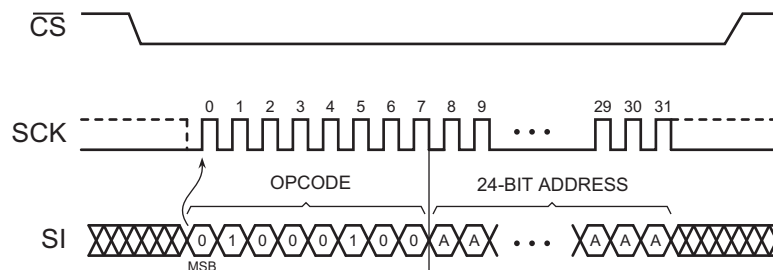 CS
0 1 2 3 4 5 6 7 8 9 29 30 31
SCK
OPCODE 24-BIT ADDRESS
SI 0 1 0 0 0 1 0 0 A A A A A
MSB